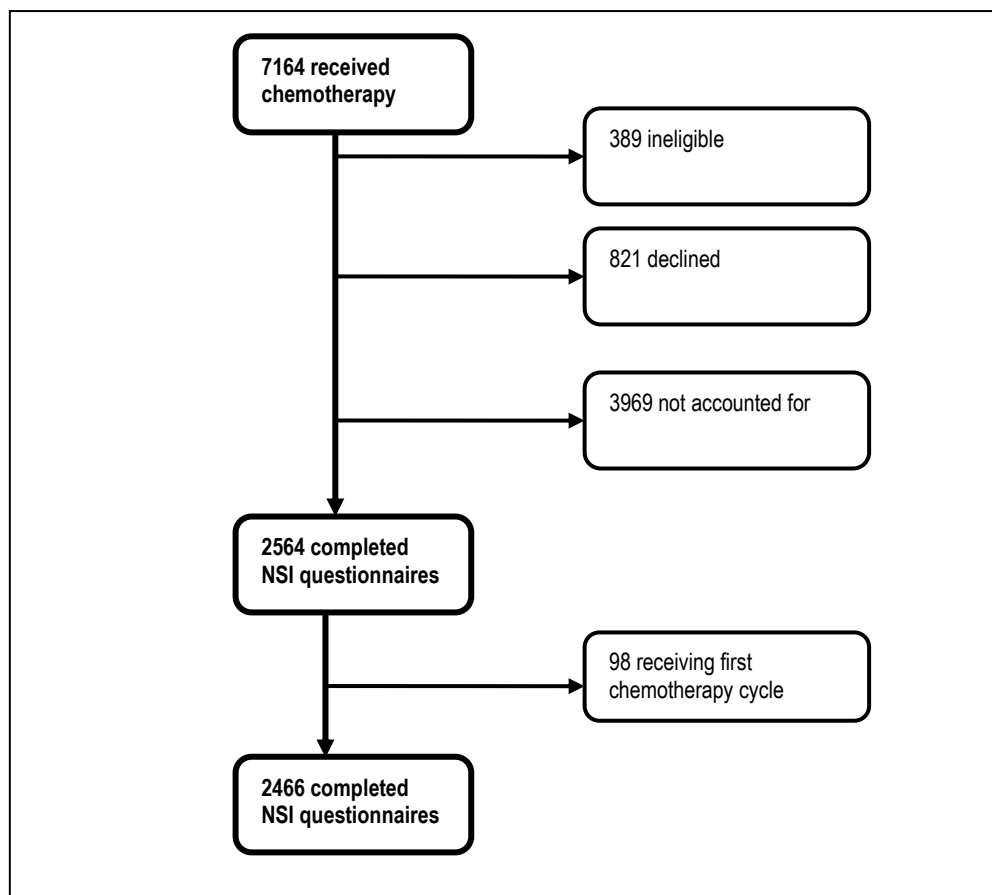 7164 received
chemotherapy
389 ineligible
821 declined
3969 not accounted for
2564 completed
NSI questionnaires
98 receiving first
chemotherapy cycle
2466 completed
NSI questionnaires